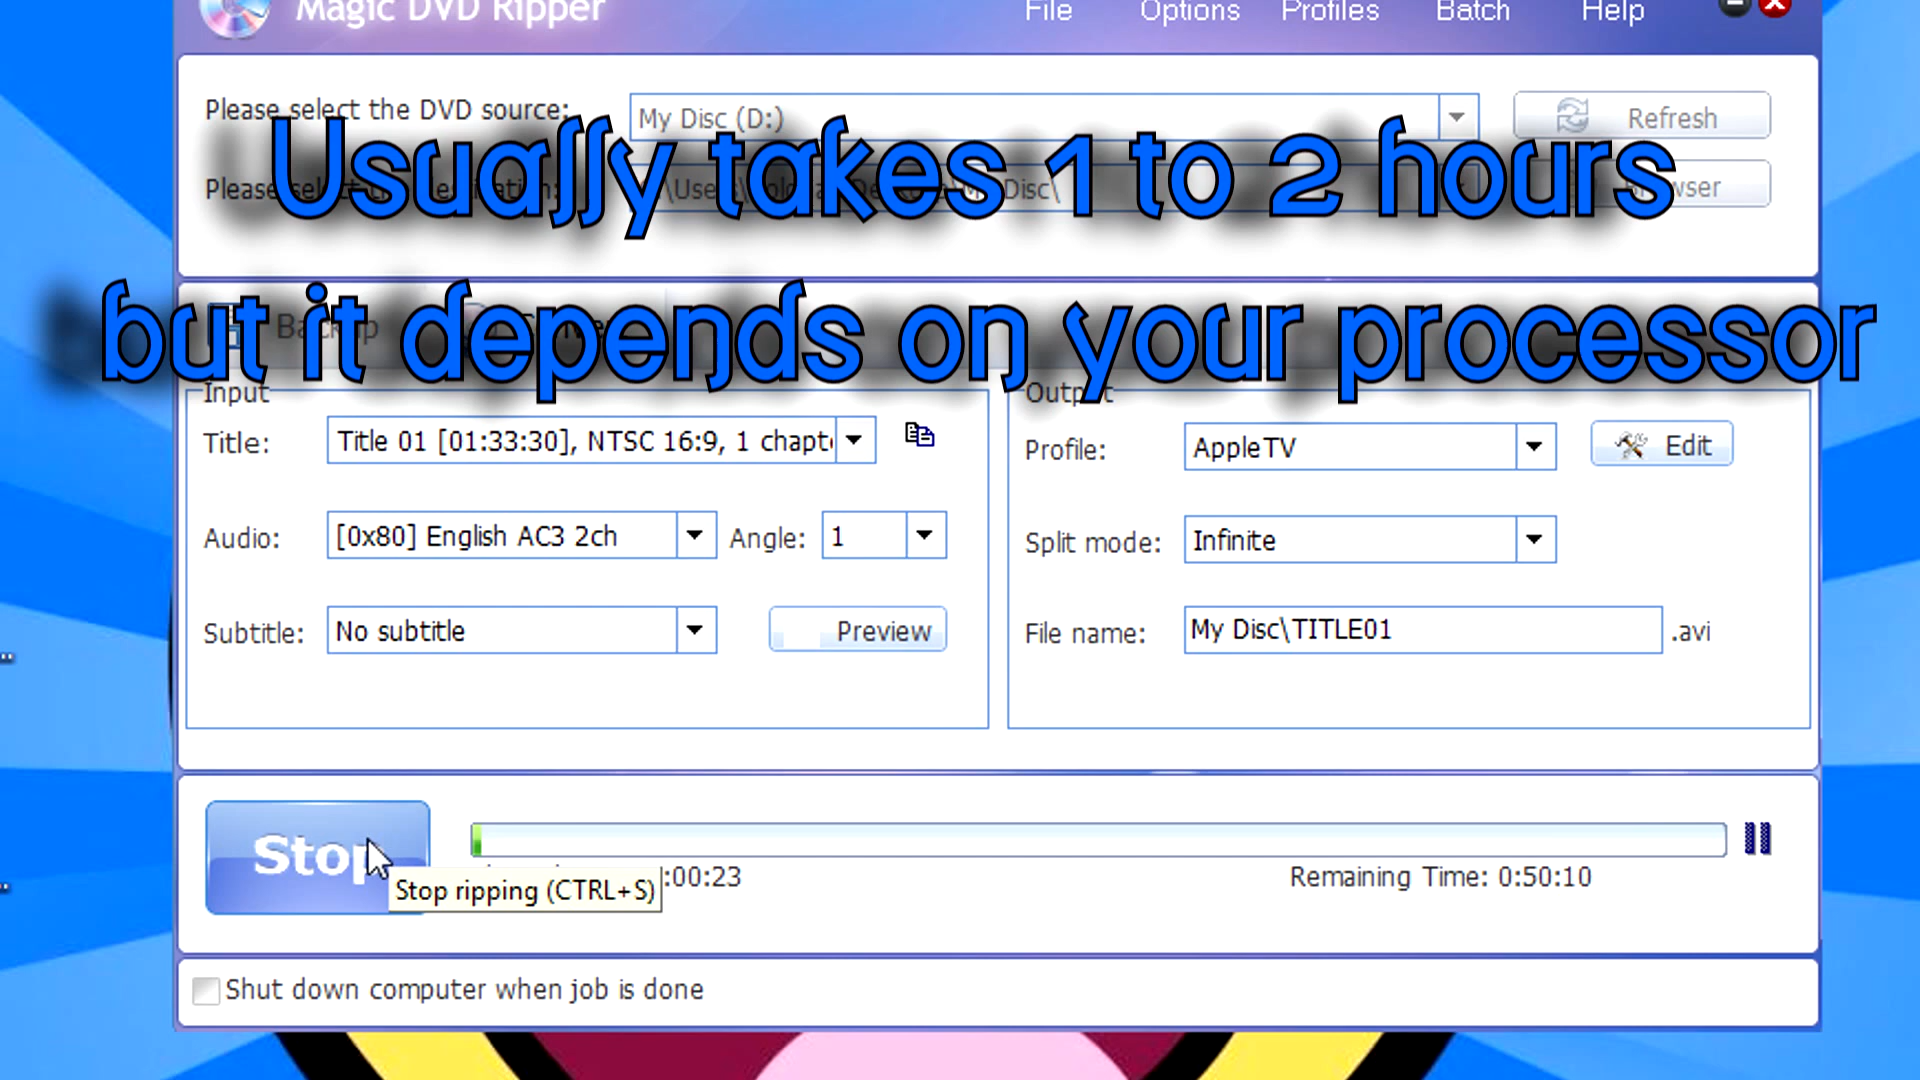 Magic DVD Ripper
File Options Profiles Batch Help
Please select the DVD source:
My Disc (D:)
Refresh
Usually takes 1 to 2 hours
Please
Disc\
but it depends on your processor
Backup
Input
Output
Title:
Title 01 [01:33:30], NTSC 16:9, 1 chapt
Profile:
AppleTV
Edit
Audio:
[0x80] English AC3 2ch
Angle:
1
Split mode:
Infinite
Subtitle:
No subtitle
Preview
File name:
My Disc\TITLE01
.avi
Stop
:00:23
Remaining Time: 0:50:10
Stop ripping (CTRL+S)
Shut down computer when job is done